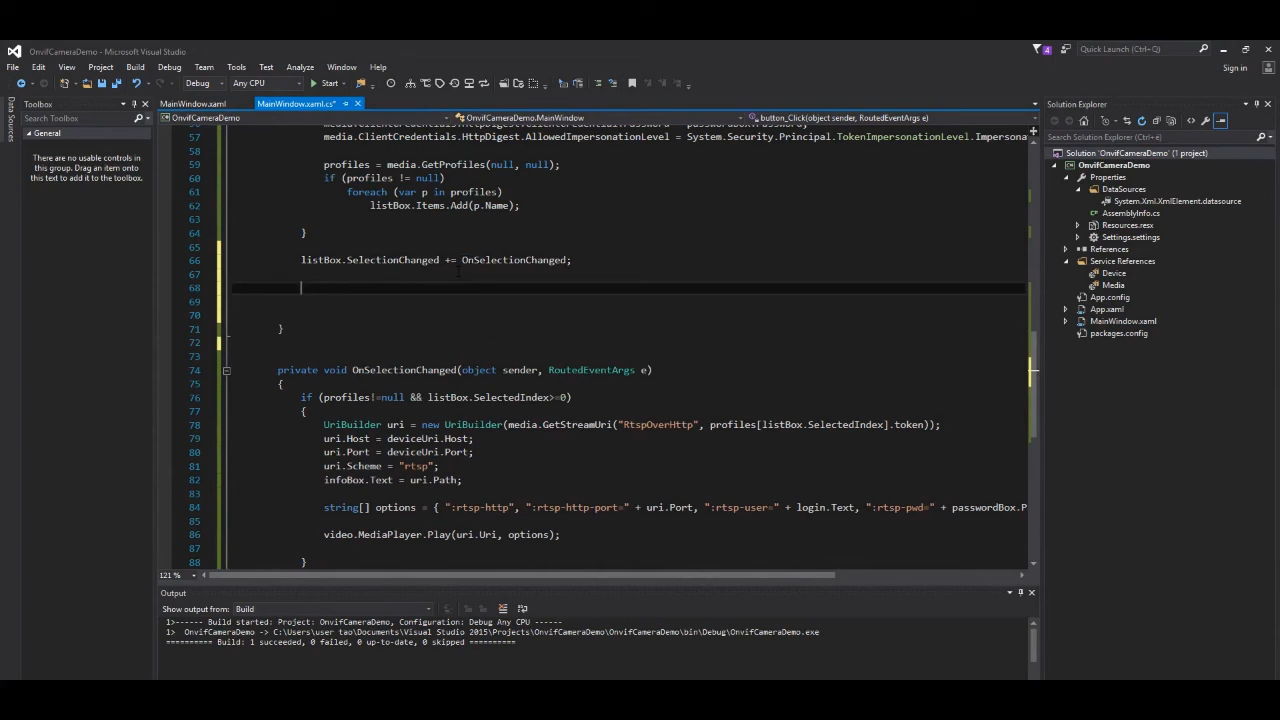 OnvifCameraDemo - Microsoft Visual Studio
4
Quick Launch (Ctrl+Q)
File Edit View Project Build Debug Team Tools Test Analyze Window Help
Sign in
Debug Any CPU Start
Data Sources
Toolbox
Search Toolbox
General
There are no usable controls in
this group. Drag an item onto
this text to add it to the toolbox.
MainWindow.xaml MainWindow.xaml.cs*
OnvifCameraDemo OnvifCameraDemo.MainWindow button_Click(object sender, RoutedEventArgs e)
57 media.ClientCredentials.HttpDigest.AllowedImpersonationLevel = System.Security.Principal.TokenImpersonationLevel.Impersona
58
59 profiles = media.GetProfiles(null, null);
60 if (profiles != null)
61 foreach (var p in profiles)
62 listBox.Items.Add(p.Name);
63
64 }
65
66 listBox.SelectionChanged += OnSelectionChanged;
67
68
69
70
71 }
72
73
74 private void OnSelectionChanged(object sender, RoutedEventArgs e)
75 {
76 if (profiles!=null && listBox.SelectedIndex>=0)
77 {
78 UriBuilder uri = new UriBuilder(media.GetStreamUri("RtspOverHttp", profiles[listBox.SelectedIndex].token));
79 uri.Host = deviceUri.Host;
80 uri.Port = deviceUri.Port;
81 uri.Scheme = "rtsp";
82 infoBox.Text = uri.Path;
83
84 string[] options = { ":rtsp-http", ":rtsp-http-port=" + uri.Port, ":rtsp-user=" + login.Text, ":rtsp-pwd=" + passwordBox.P
85
86 video.MediaPlayer.Play(uri.Uri, options);
87
88 }
121 %
Output
Show output from: Build
1>------ Build started: Project: OnvifCameraDemo, Configuration: Debug Any CPU ------
1> OnvifCameraDemo -> C:\Users\user tao\Documents\Visual Studio 2015\Projects\OnvifCameraDemo\OnvifCameraDemo\bin\Debug\OnvifCameraDemo.exe
========== Build: 1 succeeded, 0 failed, 0 up-to-date, 0 skipped ==========
Solution Explorer
Search Solution Explorer (Ctrl+è)
Solution 'OnvifCameraDemo' (1 project)
OnvifCameraDemo
Properties
DataSources
System.Xml.XmlElement.datasource
AssemblyInfo.cs
Resources.resx
Settings.settings
References
Service References
Device
Media
App.config
App.xaml
MainWindow.xaml
packages.config